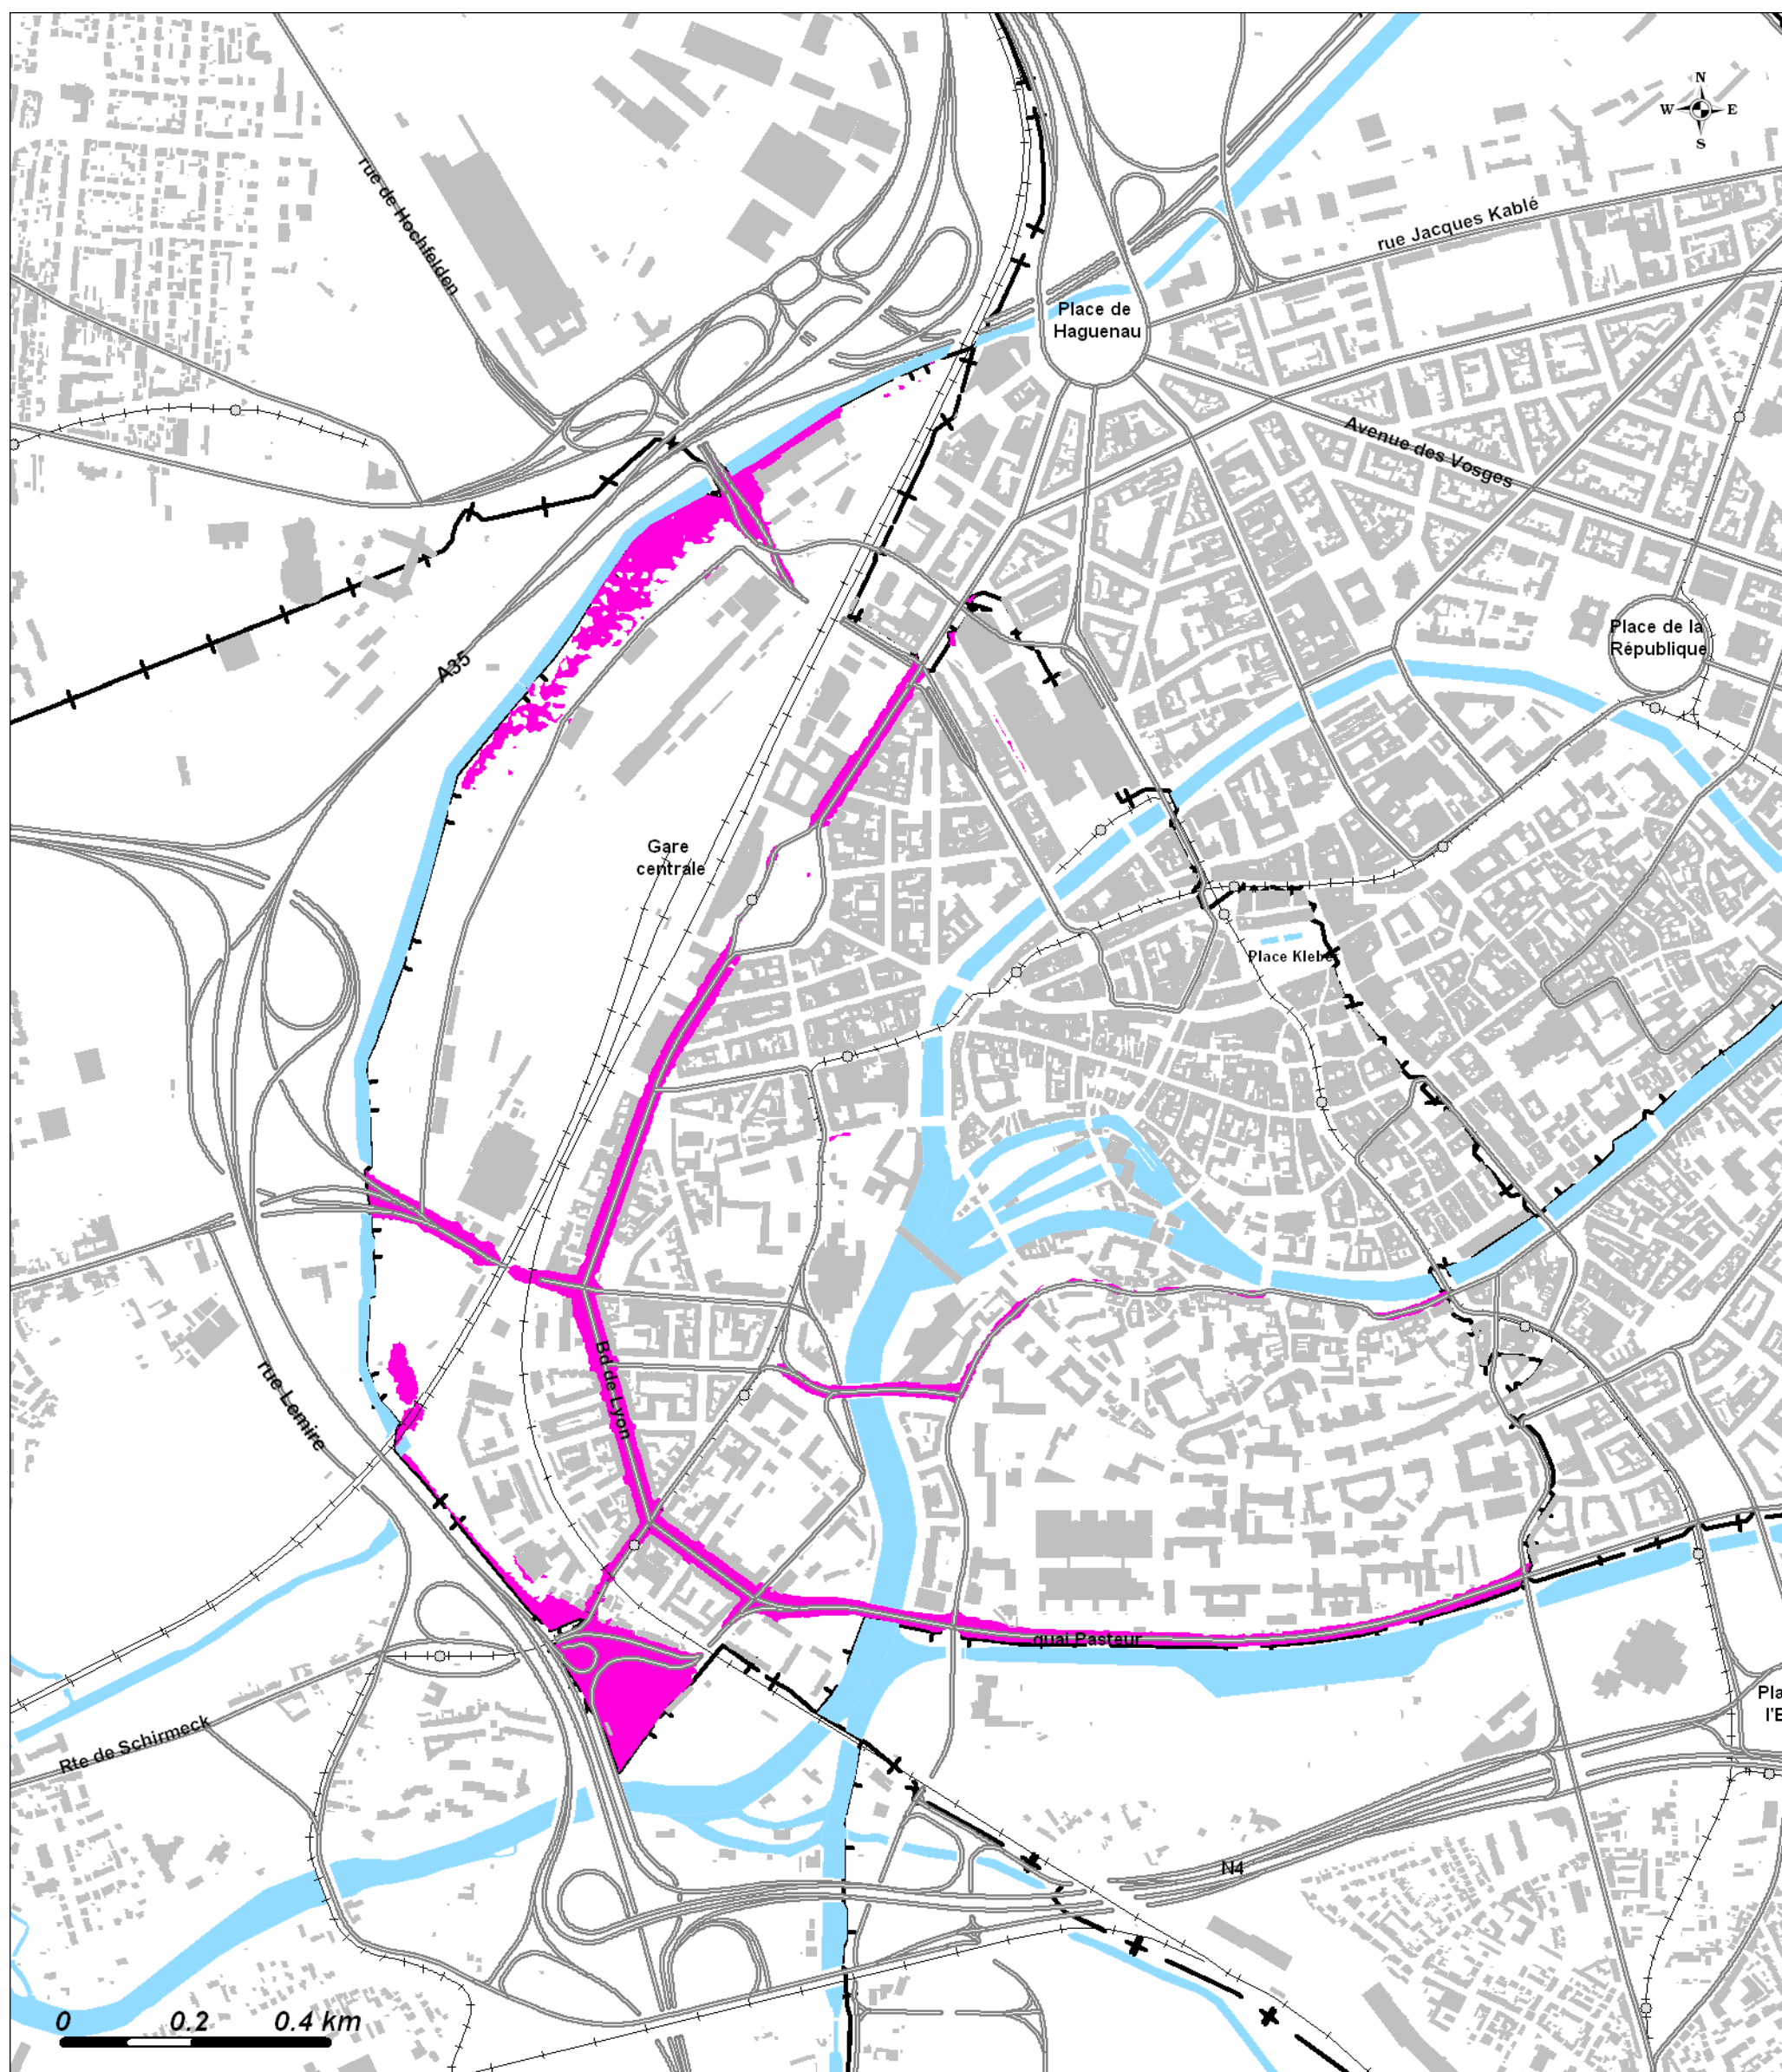 N
W E
S
rue de Hochfelden
rue Jacques Kablé
Place de
Haguenau
Avenue des Vosges
Place de la
République
A35
Gare
centrale
Place Kleber
Bd de Lyon
rue Lemire
quai Pasteur
Pla
l'E
Rte de Schirmeck
N4
0 0.2 0.4 km